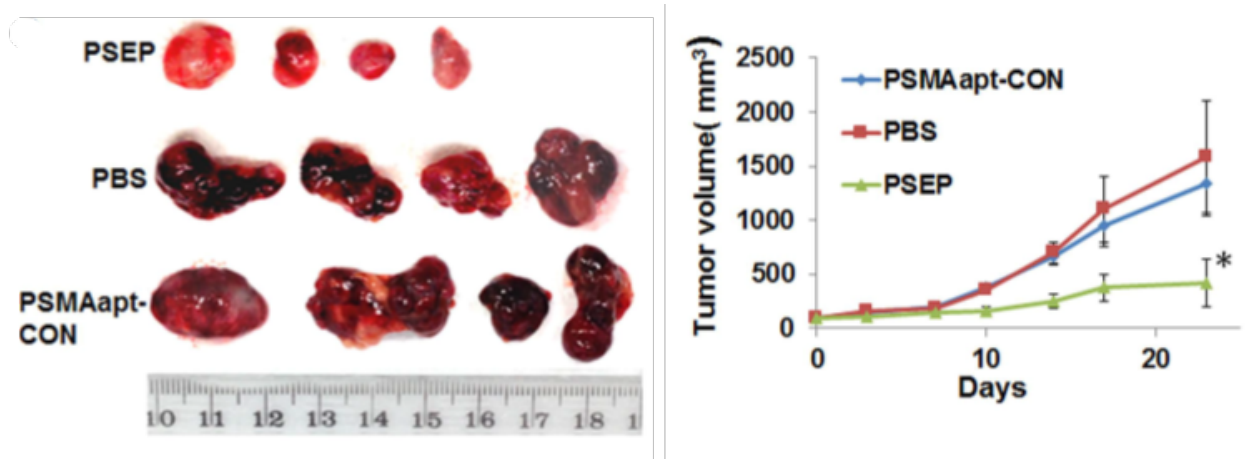 PSEP
PBS
PSMAapt-
CON
10 11 12 13 14 15 16 17 18 1
Tumor volume( mm³)
2500
2000
1500
1000
500
0
PSMAapt-CON
PBS
PSEP
*
0 10 20
Days